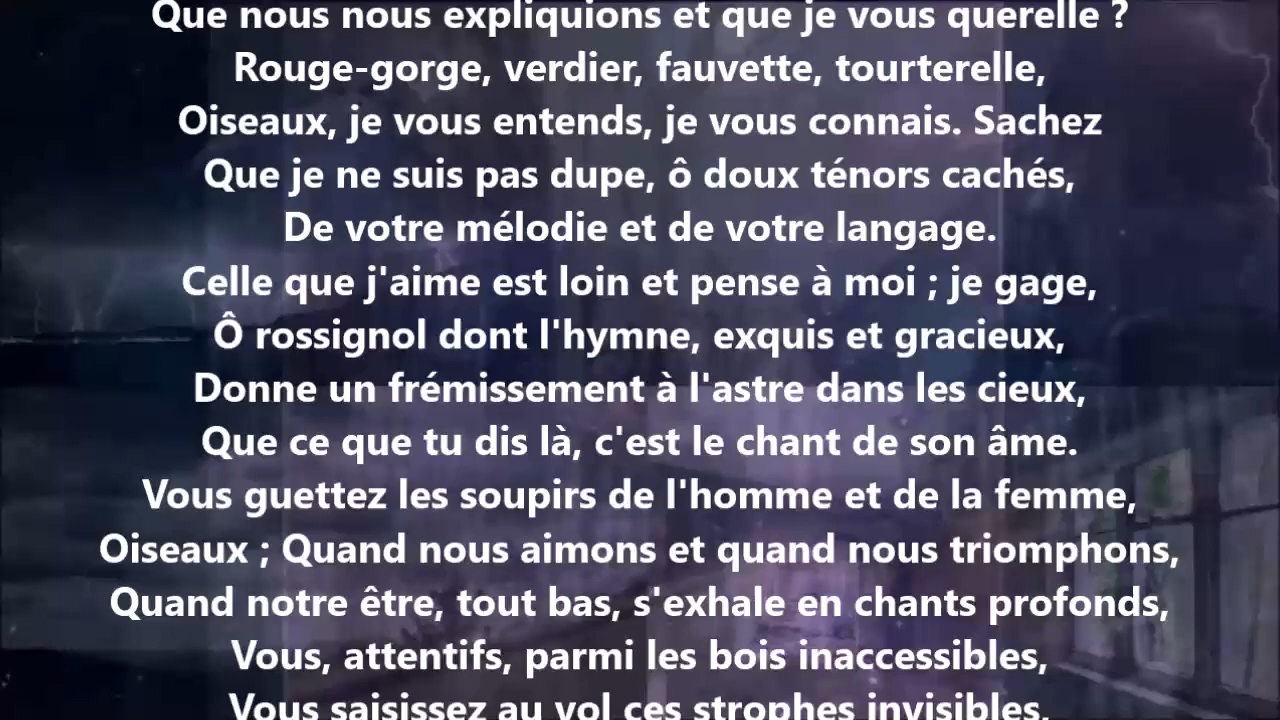 Que nous nous expliquions et que je vous querelle ?
Rouge-gorge, verdier, fauvette, tourterelle,
Oiseaux, je vous entends, je vous connais. Sachez
Que je ne suis pas dupe, ô doux ténors cachés,
De votre mélodie et de votre langage.
Celle que j'aime est loin et pense à moi ; je gage,
Ô rossignol dont l'hymne, exquis et gracieux,
Donne un frémissement à l'astre dans les cieux,
Que ce que tu dis là, c'est le chant de son âme.
Vous guettez les soupirs de l'homme et de la femme,
Oiseaux ; Quand nous aimons et quand nous triomphons,
Quand notre être, tout bas, s'exhale en chants profonds,
Vous, attentifs, parmi les bois inaccessibles,
Vous saisissez au vol ces strophes invisibles,